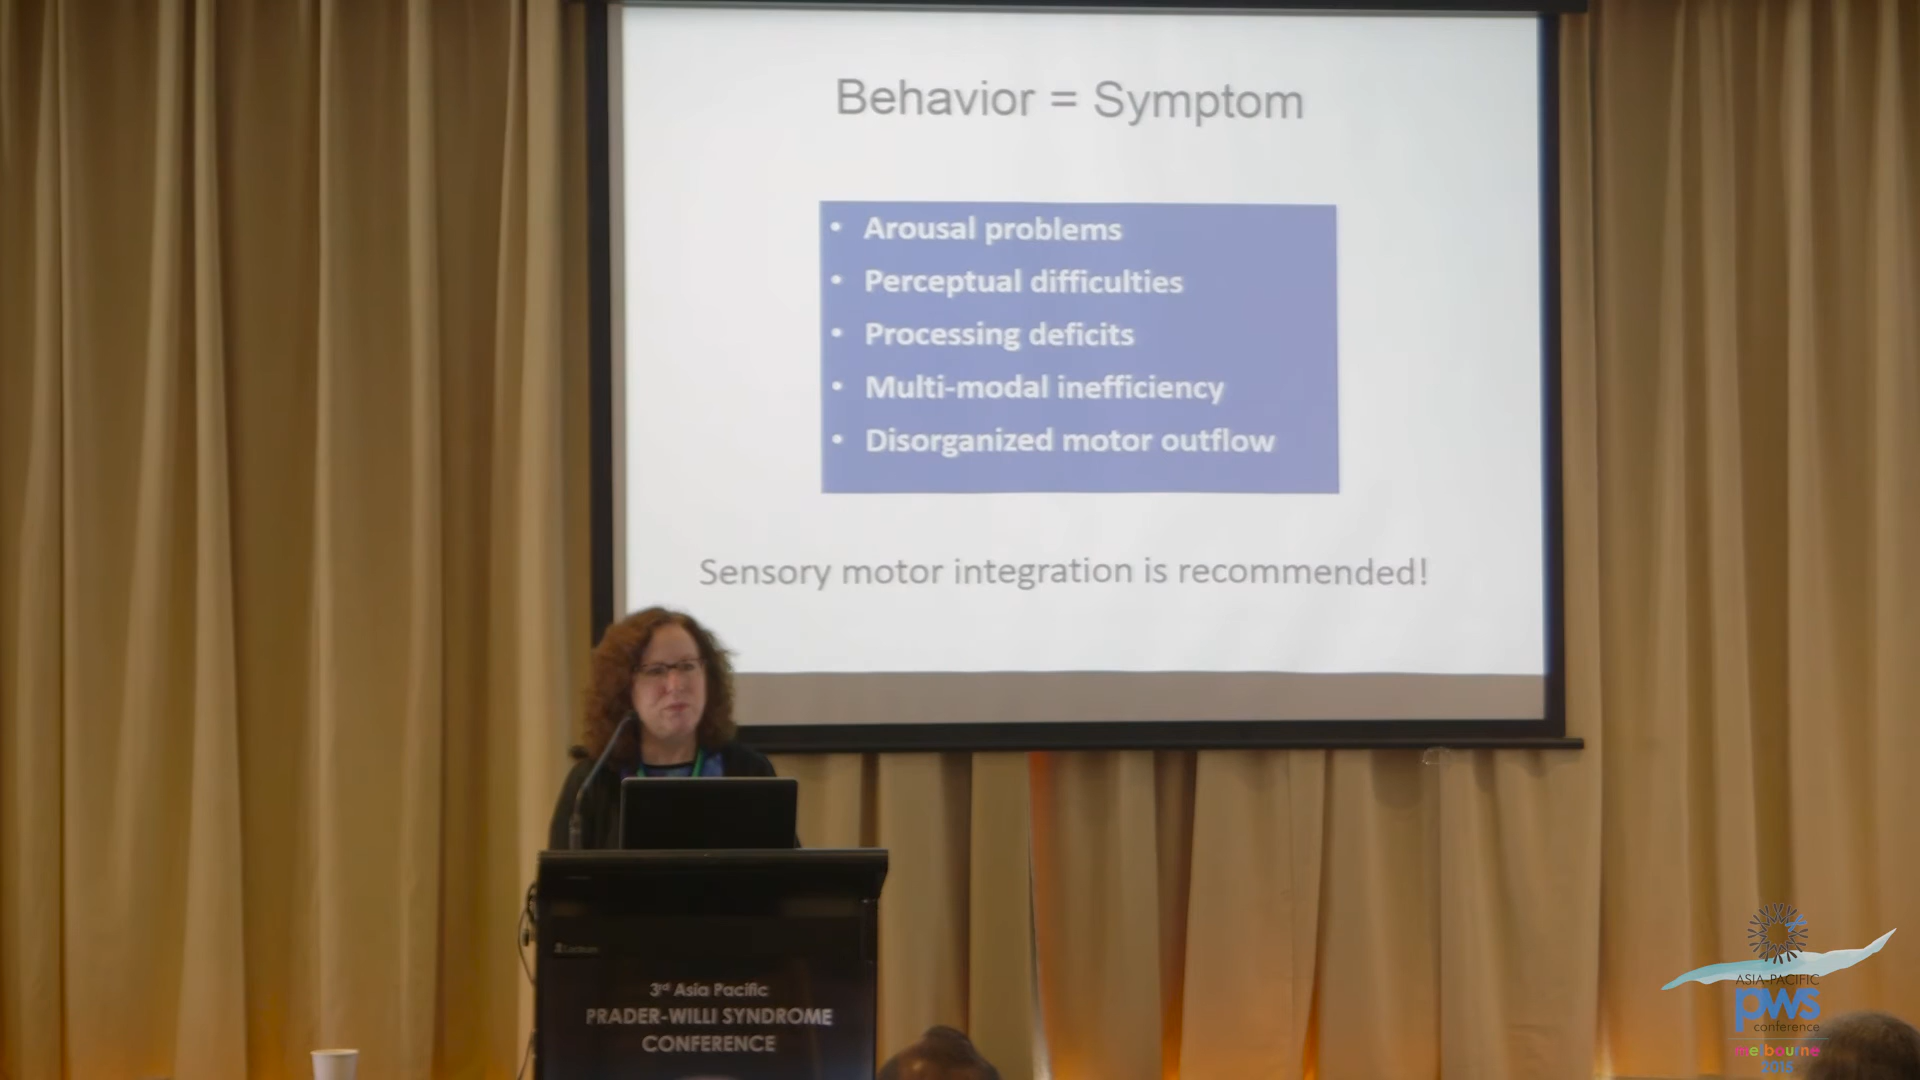 Behavior = Symptom
• Arousal problems
• Perceptual difficulties
• Processing deficits
• Multi-modal inefficiency
• Disorganized motor outflow
Sensory motor integration is recommended!
3rd Asia Pacific
PRADER-WILLI SYNDROME
CONFERENCE
ASIA-PACIFIC
pws
conference
melbourne
2015